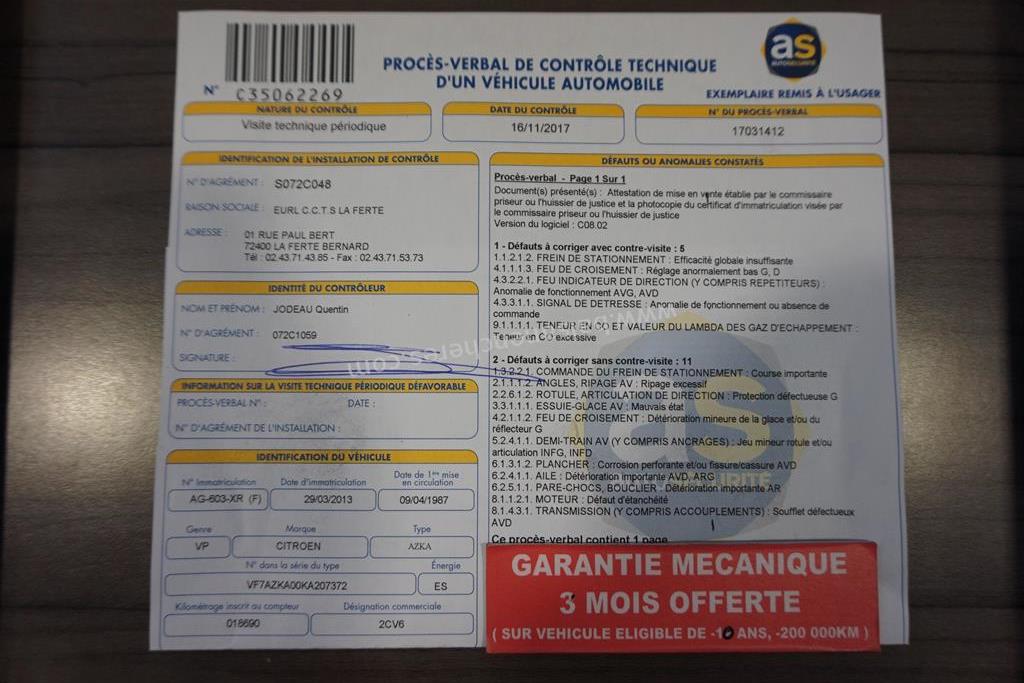 N° C35062269
PROCÈS-VERBAL DE CONTRÔLE TECHNIQUE
D'UN VÉHICULE AUTOMOBILE
as
AUTOSÉCURITÉ
EXEMPLAIRE REMIS À L'USAGER
NATURE DU CONTRÔLE
Visite technique périodique
DATE DU CONTRÔLE
16/11/2017
N° DU PROCÈS-VERBAL
17031412
IDENTIFICATION DE L'INSTALLATION DE CONTRÔLE
N° D'AGRÉMENT : S072C048
RAISON SOCIALE : EURL C.C.T.S LA FERTE
ADRESSE : 01 RUE PAUL BERT
72400 LA FERTE BERNARD
Tél : 02.43.71.43.85 - Fax : 02.43.71.53.73
IDENTITÉ DU CONTRÔLEUR
NOM ET PRÉNOM : JODEAU Quentin
N° D'AGRÉMENT : 072C1059
SIGNATURE :
INFORMATION SUR LA VISITE TECHNIQUE PÉRIODIQUE DÉFAVORABLE
PROCÈS-VERBAL N° : DATE :
N° D'AGRÉMENT DE L'INSTALLATION :
IDENTIFICATION DU VÉHICULE
N° Immatriculation Date d'immatriculation Date de 1ère mise
en circulation
AG-603-XR (F) 29/03/2013 09/04/1987
Genre Marque Type
VP CITROEN AZKA
N° dans la série du type Énergie
VF7AZKA00KA207372 ES
Kilométrage inscrit au compteur Désignation commerciale
018690 2CV6
DÉFAUTS OU ANOMALIES CONSTATÉS
Procès-verbal - Page 1 Sur 1
Document(s) présenté(s) : Attestation de mise en vente établie par le commissaire
priseur ou l'huissier de justice et la photocopie du certificat d'immatriculation visée par
le commissaire priseur ou l'huissier de justice
Version du logiciel : C08.02
1 - Défauts à corriger avec contre-visite : 5
1.1.2.1.2. FREIN DE STATIONNEMENT : Efficacité globale insuffisante
4.1.1.1.3. FEU DE CROISEMENT : Réglage anormalement bas G, D
4.3.2.2.1. FEU INDICATEUR DE DIRECTION (Y COMPRIS REPETITEURS) :
Anomalie de fonctionnement AVG, AVD
4.3.3.1.1. SIGNAL DE DETRESSE : Anomalie de fonctionnement ou absence de
commande
9.1.1.1.1. TENEUR EN CO ET VALEUR DU LAMBDA DES GAZ D'ECHAPPEMENT :
Teneur en CO excessive
2 - Défauts à corriger sans contre-visite : 11
1.3.2.2.1. COMMANDE DU FREIN DE STATIONNEMENT : Course importante
2.1.1.1.2. ANGLES, RIPAGE AV : Ripage excessif
2.2.6.1.2. ROTULE, ARTICULATION DE DIRECTION : Protection défectueuse G
3.3.1.1.1. ESSUIE-GLACE AV : Mauvais état
4.2.1.1.2. FEU DE CROISEMENT : Détérioration mineure de la glace et/ou du
réflecteur G
5.2.4.1.1. DEMI-TRAIN AV (Y COMPRIS ANCRAGES) : Jeu mineur rotule et/ou
articulation INFG, INFD
6.1.3.1.2. PLANCHER : Corrosion perforante et/ou fissure/cassure AVD
6.2.4.1.1. AILE : Détérioration importante AVD, ARG
6.2.5.1.1. PARE-CHOCS, BOUCLIER : Détérioration importante AR
8.1.1.2.1. MOTEUR : Défaut d'étanchéité
8.1.4.3.1. TRANSMISSION (Y COMPRIS ACCOUPLEMENTS) : Soufflet défectueux
AVD
Ce procès-verbal contient 1 page
GARANTIE MECANIQUE
3 MOIS OFFERTE
( SUR VEHICULE ELIGIBLE DE -10 ANS, -200 000KM )